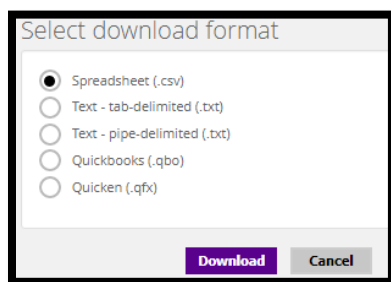 Select download format
Spreadsheet (.csv)
Text - tab-delimited (.txt)
Text - pipe-delimited (.txt)
Quickbooks (.qbo)
Quicken (.qfx)
Download Cancel